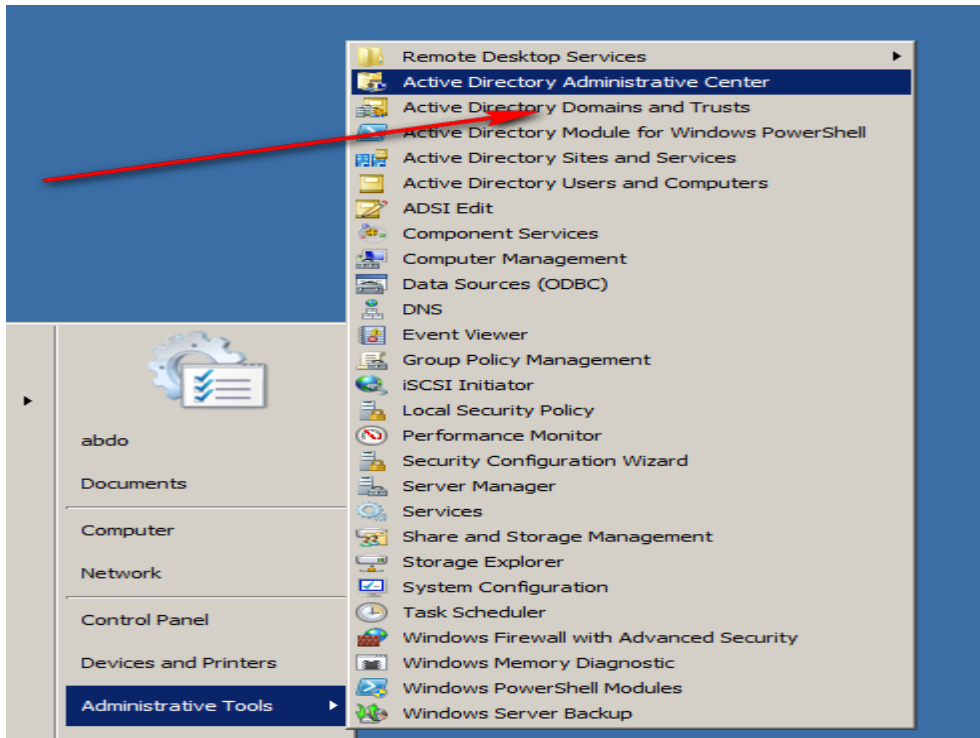 Remote Desktop Services
Active Directory Administrative Center
Active Directory Domains and Trusts
Active Directory Module for Windows PowerShell
Active Directory Sites and Services
Active Directory Users and Computers
ADSI Edit
Component Services
Computer Management
Data Sources (ODBC)
DNS
Event Viewer
Group Policy Management
iSCSI Initiator
Local Security Policy
Performance Monitor
Security Configuration Wizard
Server Manager
Services
Share and Storage Management
Storage Explorer
System Configuration
Task Scheduler
Windows Firewall with Advanced Security
Windows Memory Diagnostic
Windows PowerShell Modules
Windows Server Backup
abdo
Documents
Computer
Network
Control Panel
Devices and Printers
Administrative Tools